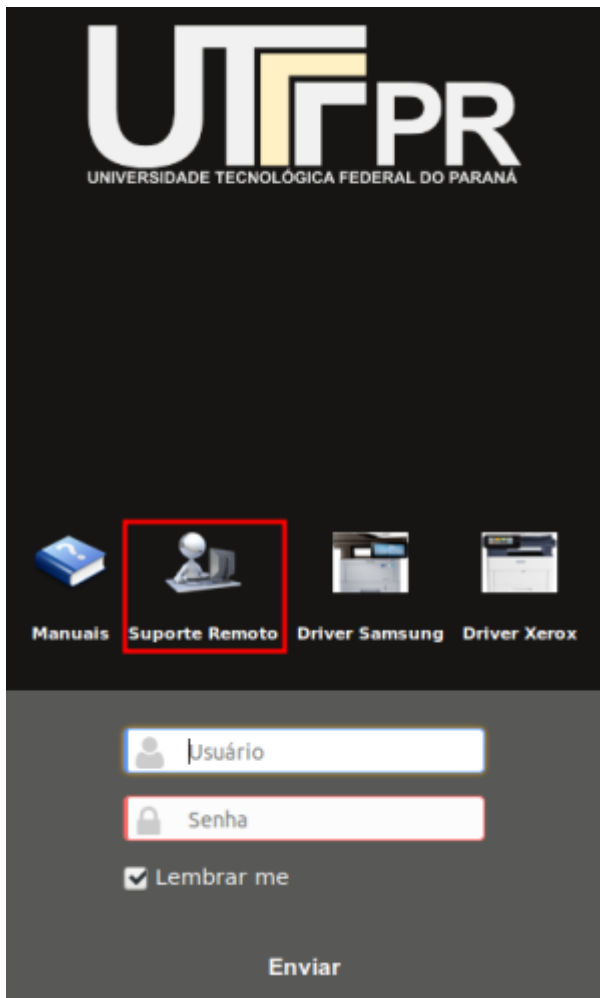 UTFPR
UNIVERSIDADE TECNOLÓGICA FEDERAL DO PARANÁ
Manuais Suporte Remoto Driver Samsung Driver Xerox
Usuário
Senha
Lembrar me
Enviar